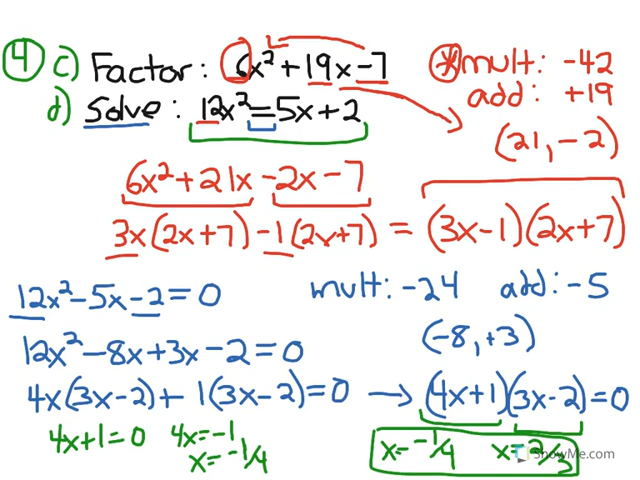 4 c) Factor: 6x² + 19x - 7
* mult: -42
add: +19
(21, -2)
d) Solve: 12x² = 5x + 2
6x² + 21x - 2x - 7
3x(2x + 7) - 1(2x + 7) = (3x - 1)(2x + 7)
12x² - 5x - 2 = 0 mult: -24 add: -5
(-8, +3)
12x² - 8x + 3x - 2 = 0
4x(3x - 2) + 1(3x - 2) = 0 → (4x + 1)(3x - 2) = 0
4x + 1 = 0 4x = -1
x = -1/4
x = -1/4 x = 2/3
ShowMe.com